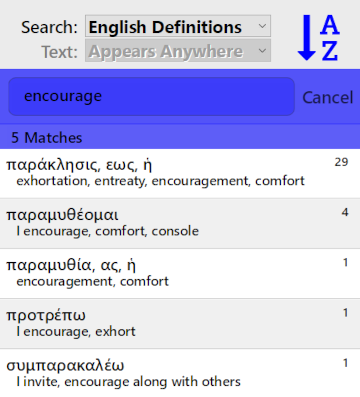 Search: English Definitions
Text: Appears Anywhere
A
Z
encourage
Cancel
5 Matches
παράκλησις, εως, ἡ 29
exhortation, entreaty, encouragement, comfort
παραμυθέομαι 4
I encourage, comfort, console
παραμυθία, ας, ἡ 1
encouragement, comfort
προτρέπω 1
I encourage, exhort
συμπαρακαλέω 1
I invite, encourage along with others